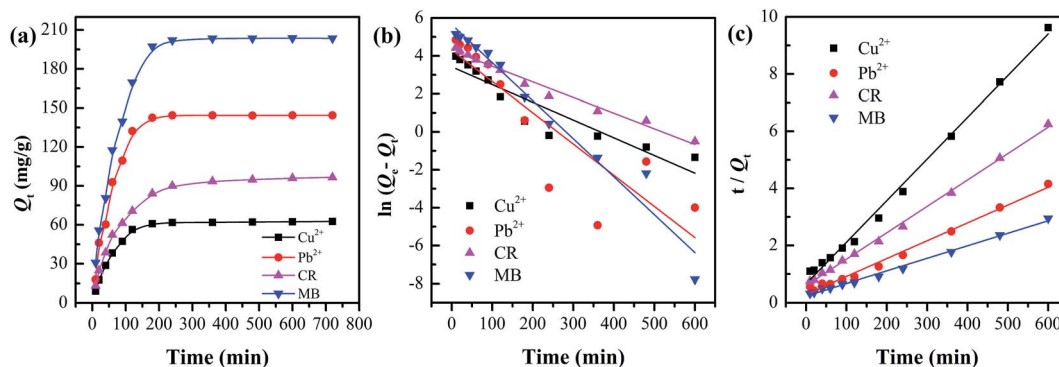 (a)
Qt (mg/g)
210
180
150
120
90
60
30
0
Cu2+
Pb2+
CR
MB
0 100 200 300 400 500 600 700 800
Time (min)
(b)
ln (Qe - Qt)
6
4
2
0
-2
-4
-6
-8
Cu2+
Pb2+
CR
MB
0 100 200 300 400 500 600
Time (min)
(c)
t / Qt
10
8
6
4
2
0
Cu2+
Pb2+
CR
MB
0 100 200 300 400 500 600
Time (min)